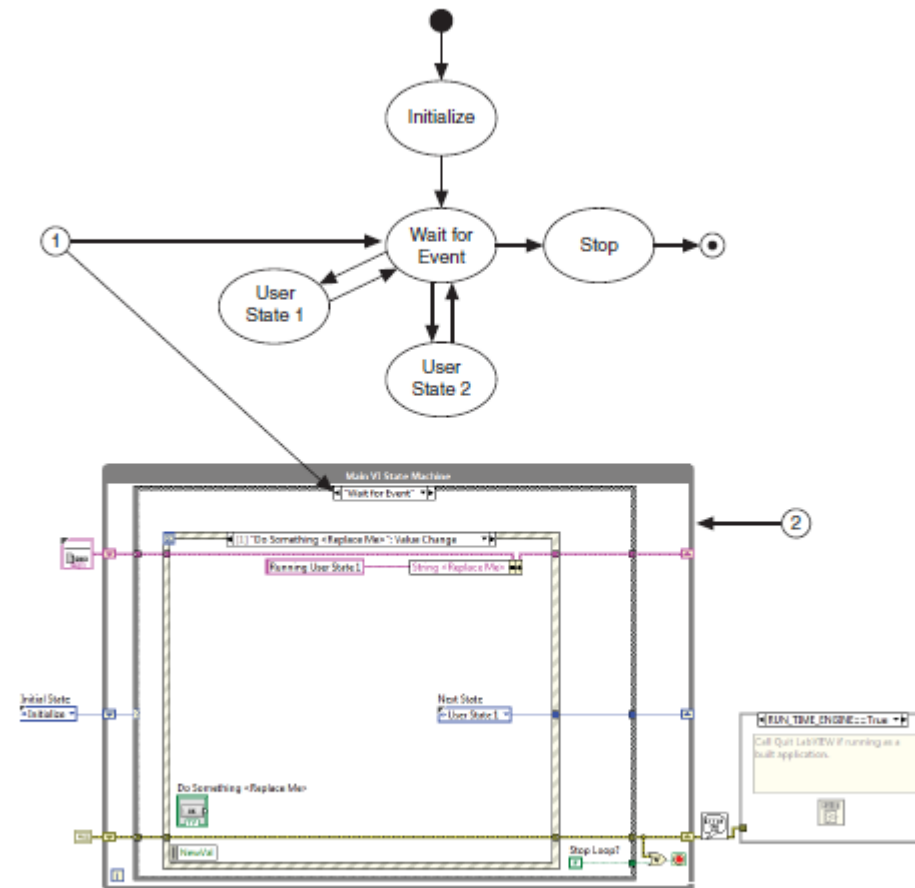 Initialize
1
Wait for
Event
Stop
User
State 1
User
State 2
Main VI State Machine
"Wait for Event"
2
[1] "Do Something <Replace Me>": Value Change
Running User State1
String <Replace Me>
Initial State
Initialize
Next State
User State 1
RUN_TIME_ENGINE==True
Call Quit LabVIEW if running as a
built application.
Do Something <Replace Me>
NewVal
Stop Loop?
i